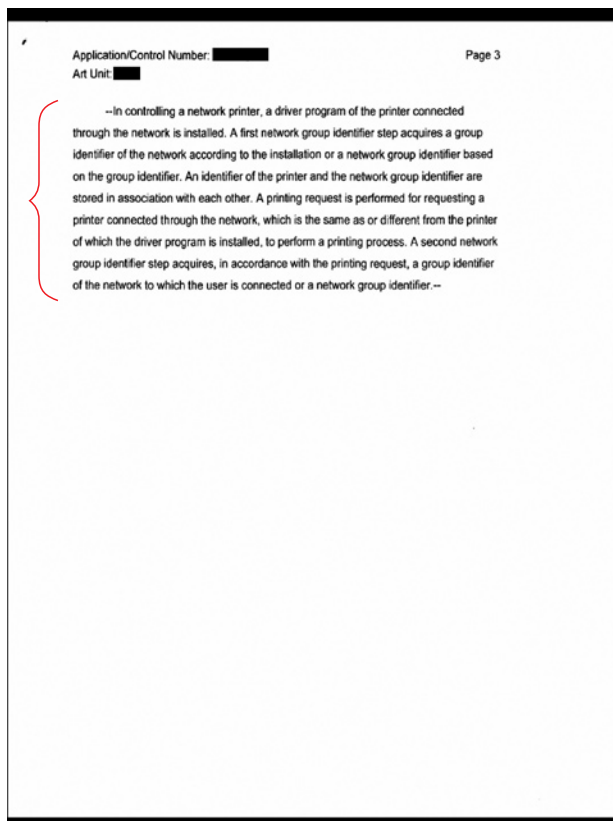 Application/Control Number:
Page 3
Art Unit:
--In controlling a network printer, a driver program of the printer connected
through the network is installed. A first network group identifier step acquires a group
identifier of the network according to the installation or a network group identifier based
on the group identifier. An identifier of the printer and the network group identifier are
stored in association with each other. A printing request is performed for requesting a
printer connected through the network, which is the same as or different from the printer
of which the driver program is installed, to perform a printing process. A second network
group identifier step acquires, in accordance with the printing request, a group identifier
of the network to which the user is connected or a network group identifier.--